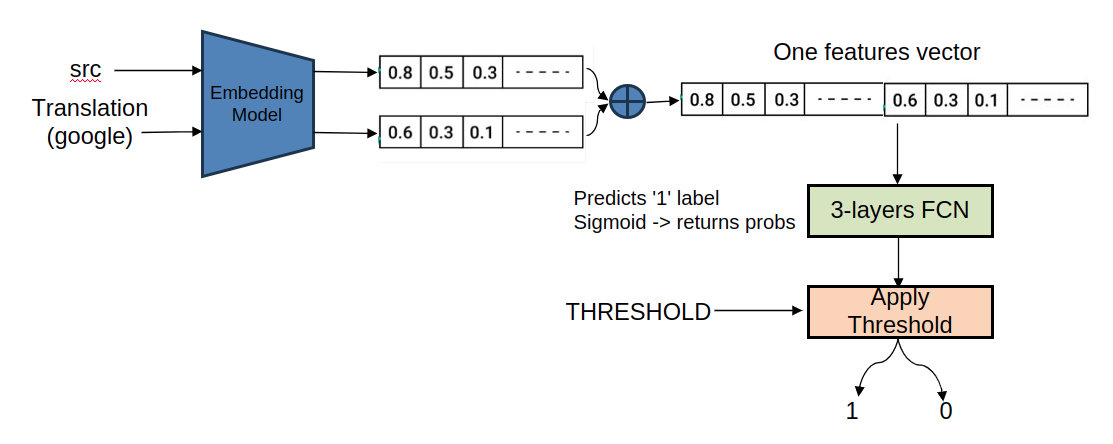 One features vector
src
Translation
(google)
Embedding
Model
0.8 0.5 0.3 -----
0.6 0.3 0.1 -----
0.8 0.5 0.3 ----- 0.6 0.3 0.1 -----
Predicts '1' label
Sigmoid -> returns probs
3-layers FCN
THRESHOLD
Apply
Threshold
1 0